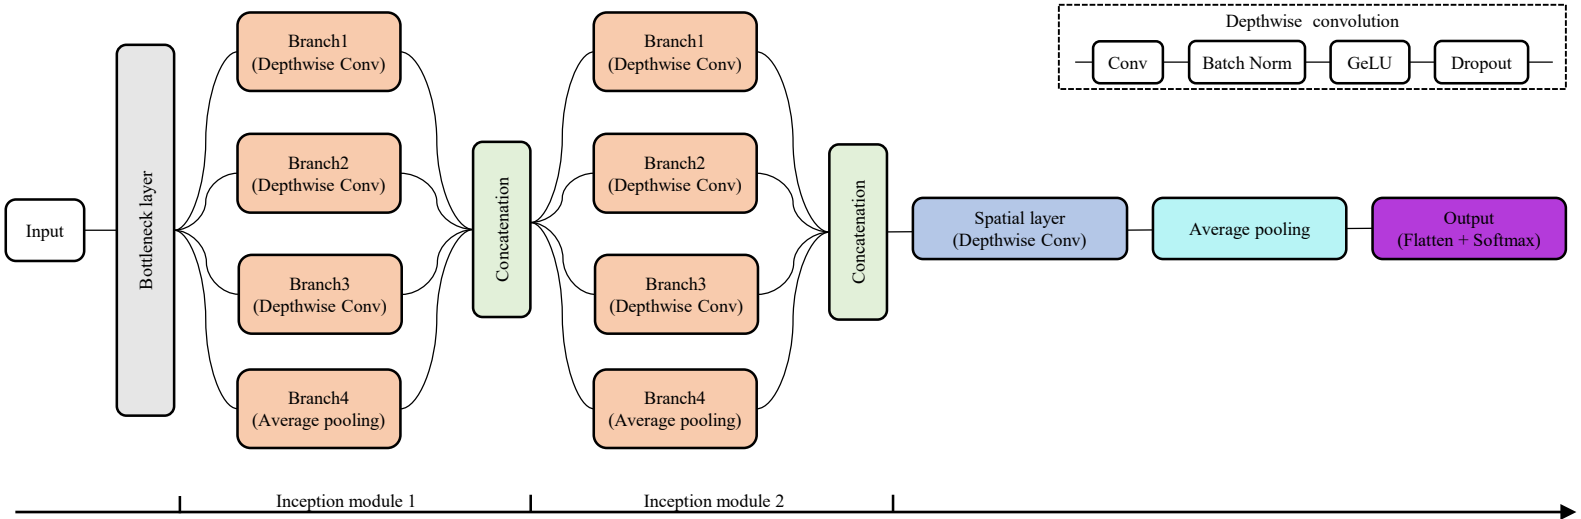 Depthwise convolution
Conv
Batch Norm
GeLU
Dropout
Input
Bottleneck layer
Branch1
(Depthwise Conv)
Branch2
(Depthwise Conv)
Branch3
(Depthwise Conv)
Branch4
(Average pooling)
Concatenation
Branch1
(Depthwise Conv)
Branch2
(Depthwise Conv)
Branch3
(Depthwise Conv)
Branch4
(Average pooling)
Concatenation
Spatial layer
(Depthwise Conv)
Average pooling
Output
(Flatten + Softmax)
Inception module 1
Inception module 2